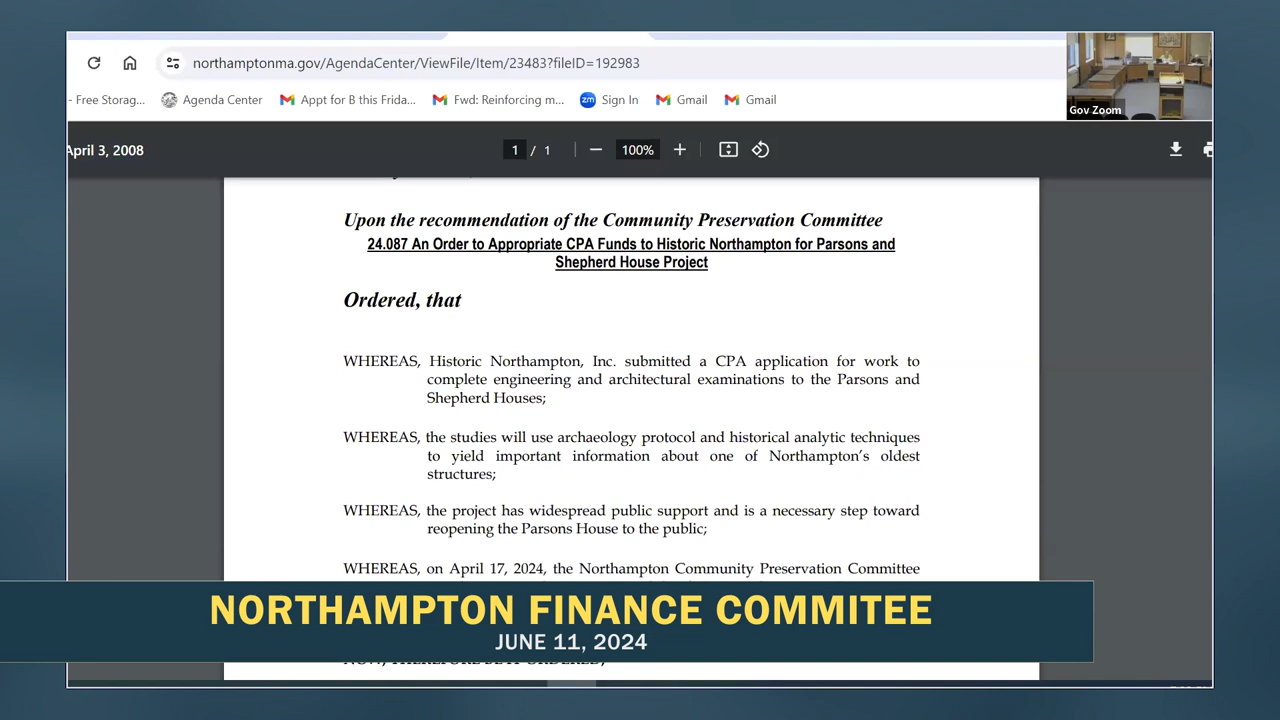 northamptonma.gov/AgendaCenter/ViewFile/Item/23483?fileID=192983
- Free Storag... Agenda Center Appt for B this Frida... Fwd: Reinforcing m... Sign In Gmail Gmail
zm
Gov Zoom
April 3, 2008 1 / 1 100%
Upon the recommendation of the Community Preservation Committee
24.087 An Order to Appropriate CPA Funds to Historic Northampton for Parsons and
Shepherd House Project
Ordered, that
WHEREAS, Historic Northampton, Inc. submitted a CPA application for work to
complete engineering and architectural examinations to the Parsons and
Shepherd Houses;
WHEREAS, the studies will use archaeology protocol and historical analytic techniques
to yield important information about one of Northampton's oldest
structures;
WHEREAS, the project has widespread public support and is a necessary step toward
reopening the Parsons House to the public;
WHEREAS, on April 17, 2024, the Northampton Community Preservation Committee
NORTHAMPTON FINANCE COMMITEE
JUNE 11, 2024